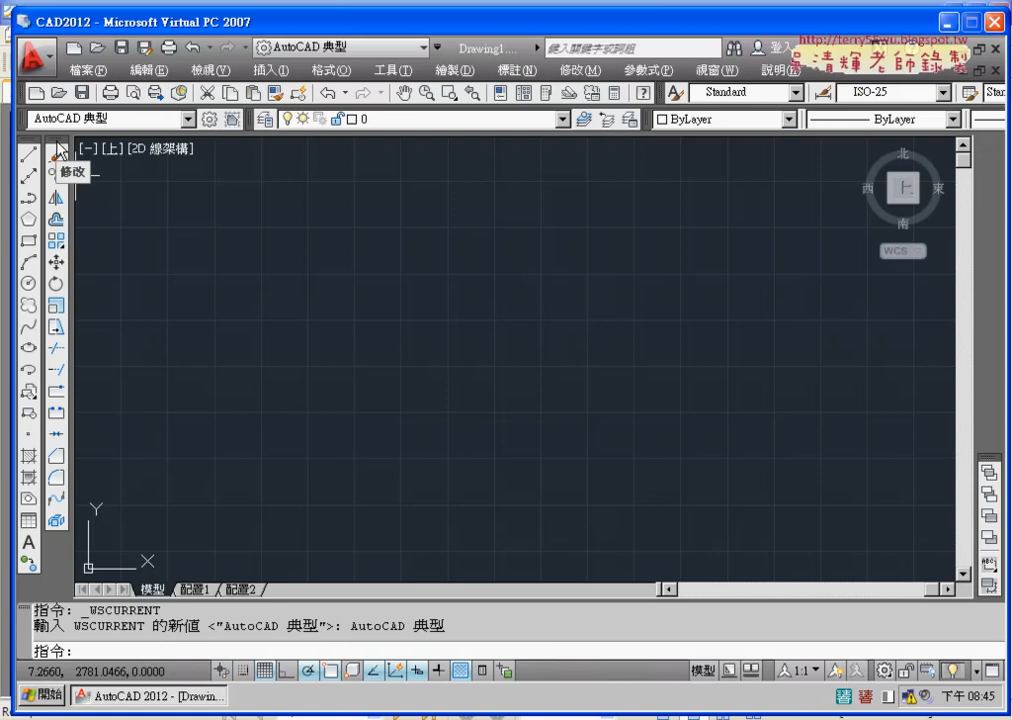 CAD2012 - Microsoft Virtual PC 2007
AutoCAD 典型
Drawing1....
鍵入關鍵字或詞組
登入
http://terry55wu.blogspot.tw
吳清輝老師錄製
檔案(F) 編輯(E) 檢視(V) 插入(I) 格式(O) 工具(T) 繪製(D) 標註(N) 修改(M) 參數式(P) 視窗(W) 說明(H)
Standard
ISO-25
Stan
AutoCAD 典型
0
ByLayer
ByLayer
[−][上][2D 線架構]
修改
北
西
上
東
南
WCS
Y
X
A
模型 配置1 配置2
指令: _WSCURRENT
輸入 WSCURRENT 的新值 <"AutoCAD 典型">: AutoCAD 典型
指令:
7.2660, 2781.0466, 0.0000
模型
1:1
開始
AutoCAD 2012 - [Drawin...
下午 08:45